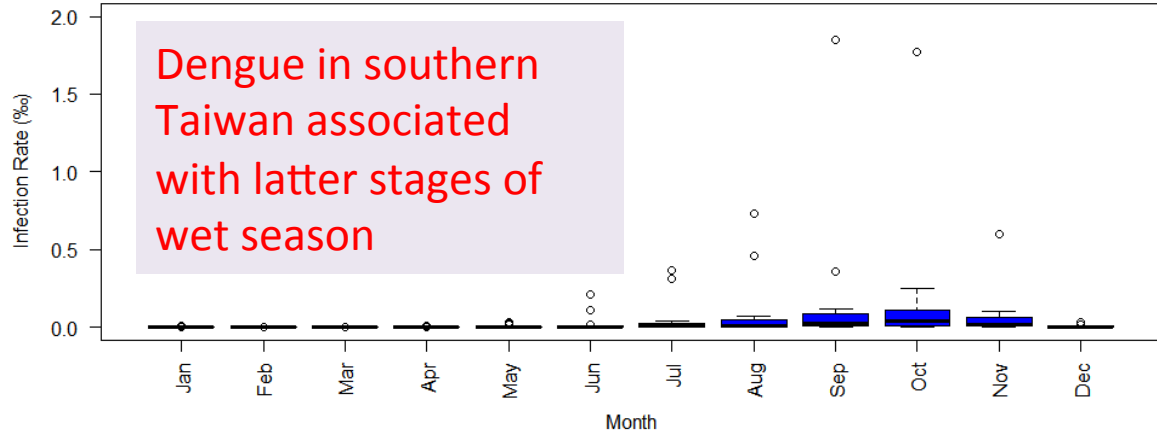 2.0
1.5
1.0
0.5
0.0
Infection Rate (‰)
Dengue in southern
Taiwan associated
with latter stages of
wet season
Jan
Feb
Mar
Apr
May
Jun
Jul
Aug
Sep
Oct
Nov
Dec
Month